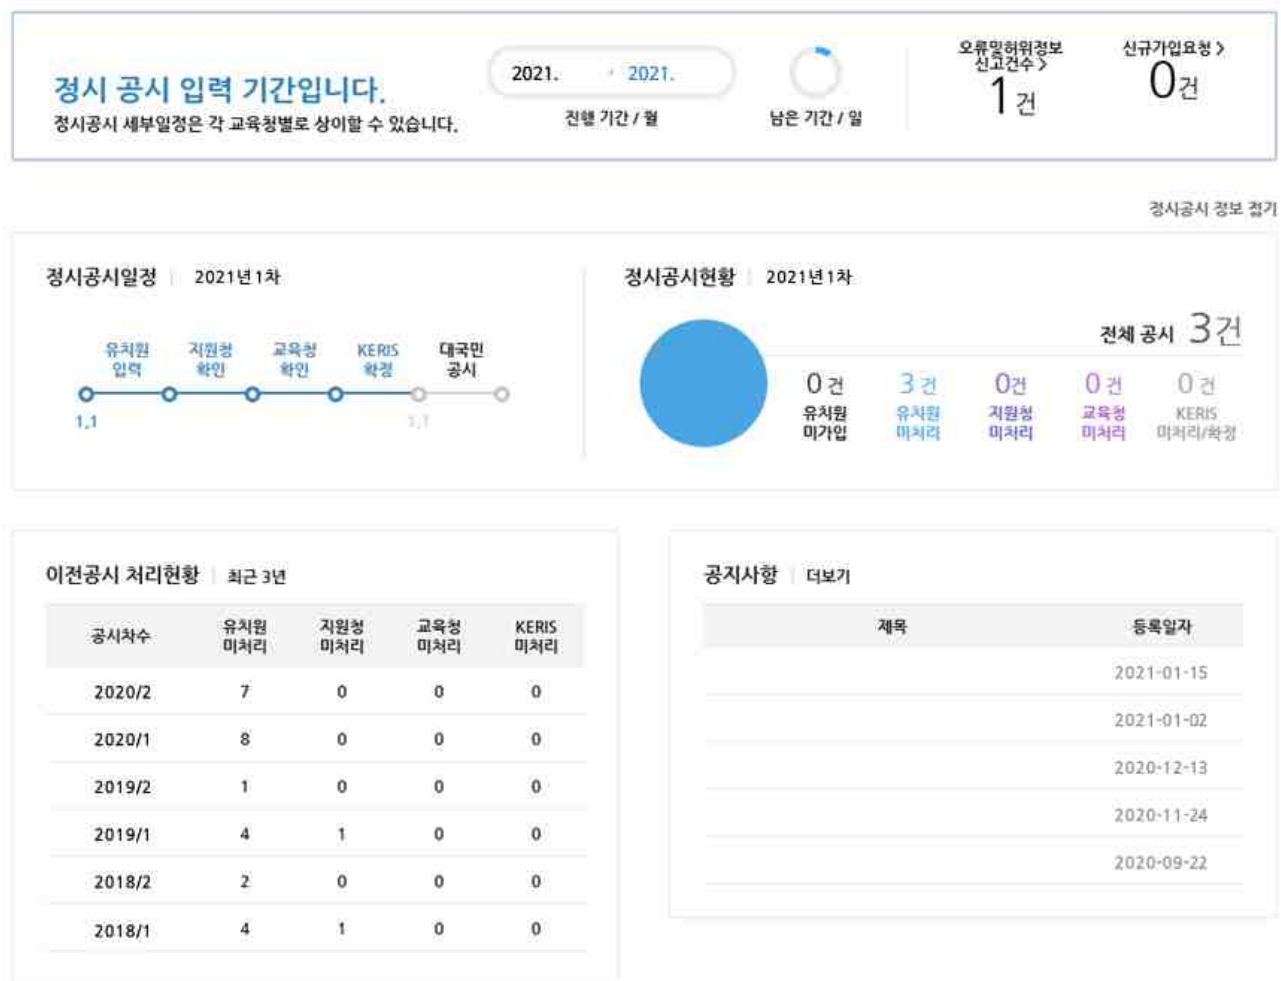 정시 공시 입력 기간입니다.
정시공시 세부일정은 각 교육청별로 상이할 수 있습니다.
2021. / 2021.
진행 기간 / 월
남은 기간 / 일
오류및허위정보
신고건수 >
1 건
신규가입요청 >
0건
정시공시 정보 접기
정시공시일정 2021년 1차
유치원 지원청 교육청 KERIS 대국민
입력 확인 확인 확정 공시
1.1 1.1
정시공시현황 2021년 1차
전체 공시 3건
0 건 3 건 0건 0 건 0 건
유치원 유치원 지원청 교육청 KERIS
미가입 미처리 미처리 미처리 미처리/확정
이전공시 처리현황 최근 3년
공시차수 유치원 지원청 교육청 KERIS
미처리 미처리 미처리 미처리
2020/2 7 0 0 0
2020/1 8 0 0 0
2019/2 1 0 0 0
2019/1 4 1 0 0
2018/2 2 0 0 0
2018/1 4 1 0 0
공지사항 더보기
제목 등록일자
2021-01-15
2021-01-02
2020-12-13
2020-11-24
2020-09-22